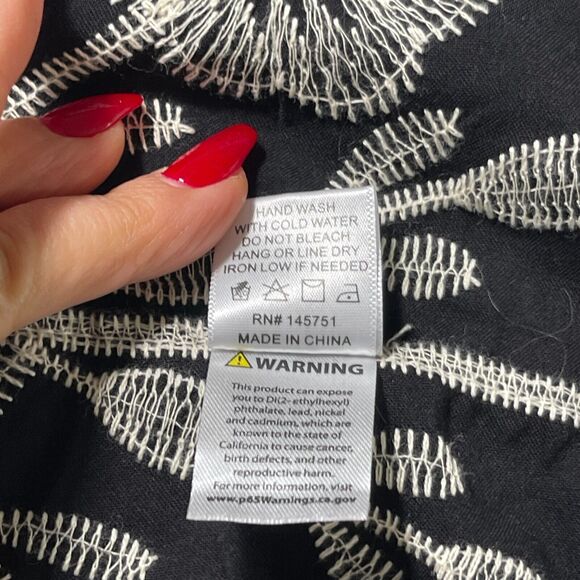 HAND WASH
WITH COLD WATER
DO NOT BLEACH
HANG OR LINE DRY
IRON LOW IF NEEDED
RN# 145751
MADE IN CHINA
WARNING
This product can expose
you to Di(2-ethylhexyl)
phthalate, lead, nickel
and cadmium, which are
known to the state of
California to cause cancer,
birth defects, and other
reproductive harm.
For more information, visit
www.p65Warnings.ca.gov